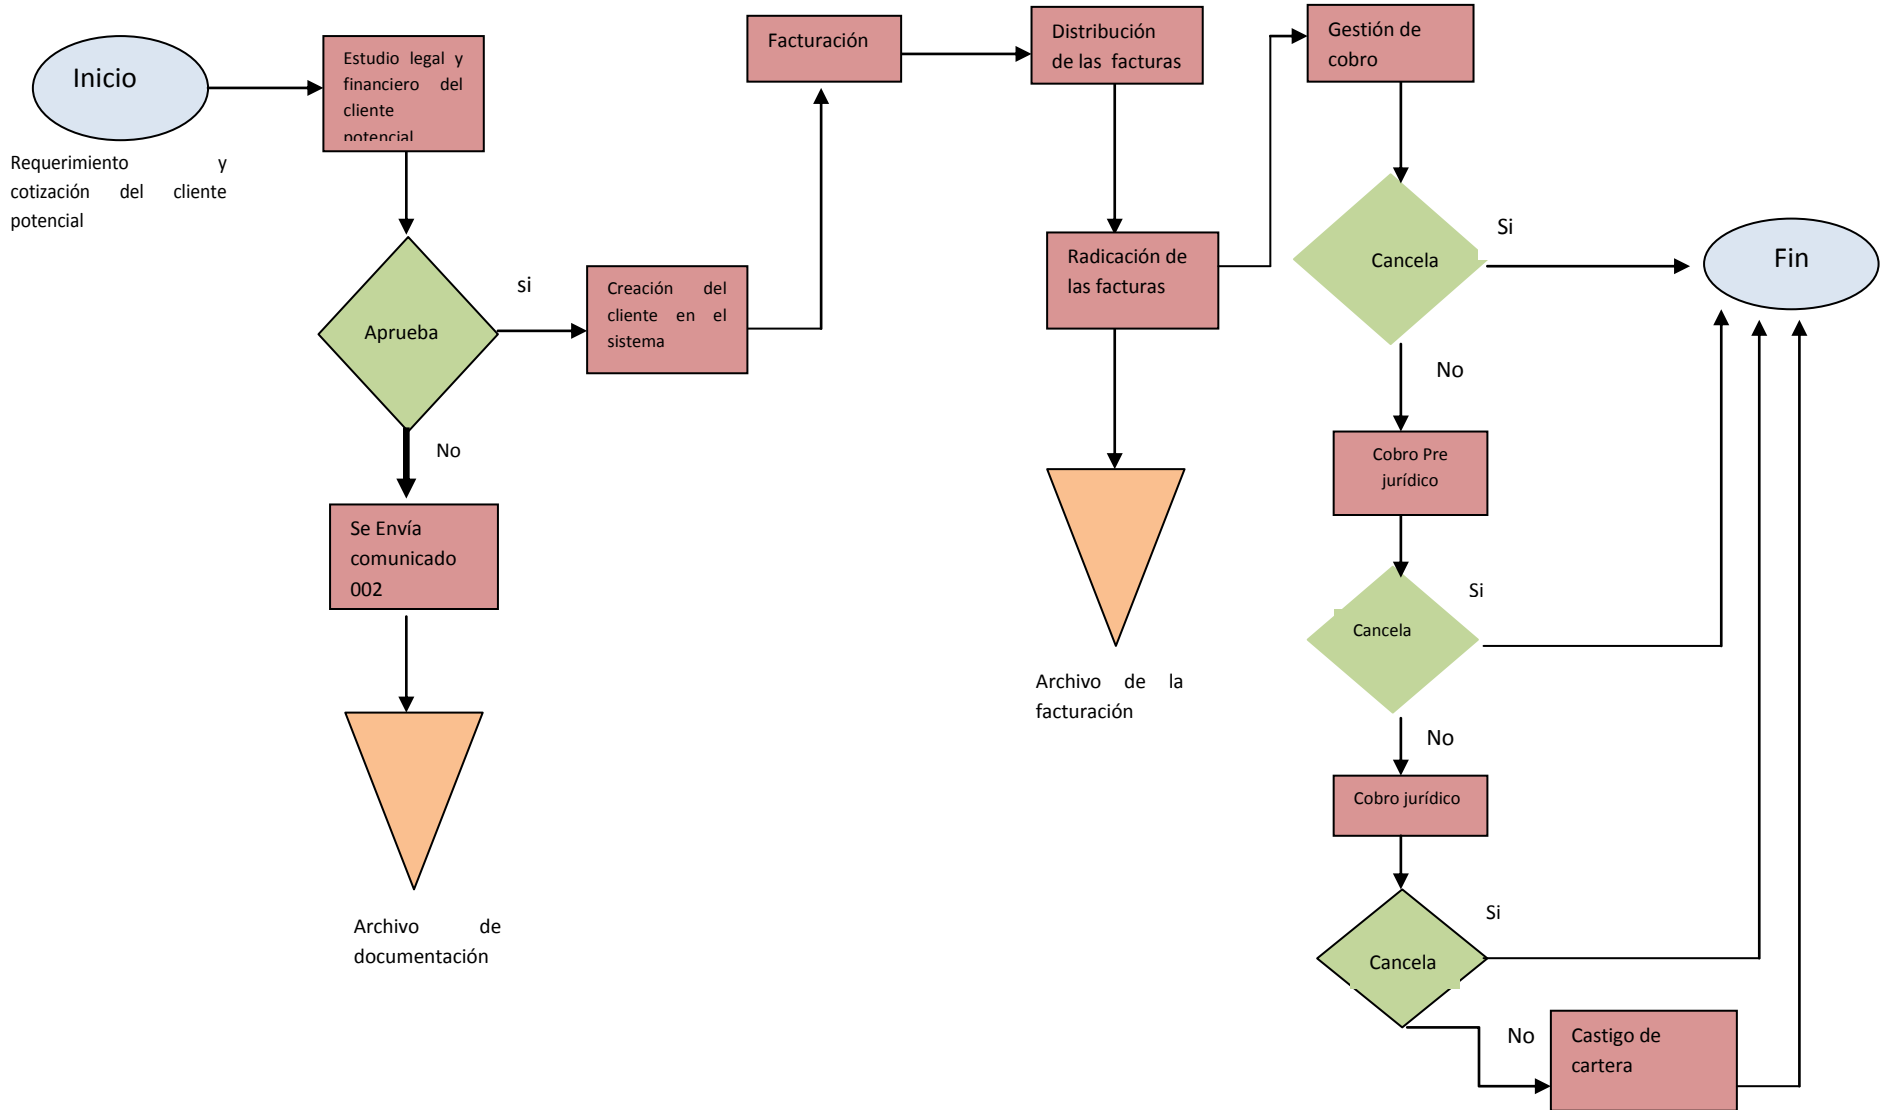 Inicio
Requerimiento y
cotización del cliente
potencial
Estudio legal y
financiero del
cliente
potencial
Aprueba
si
No
Se Envía
comunicado
002
Archivo de
documentación
Creación del
cliente en el
sistema
Facturación
Distribución
de las facturas
Radicación de
las facturas
Archivo de la
facturación
Gestión de
cobro
Cancela
Si
No
Cobro Pre
jurídico
Cancela
Si
No
Cobro jurídico
Cancela
Si
No
Castigo de
cartera
Fin